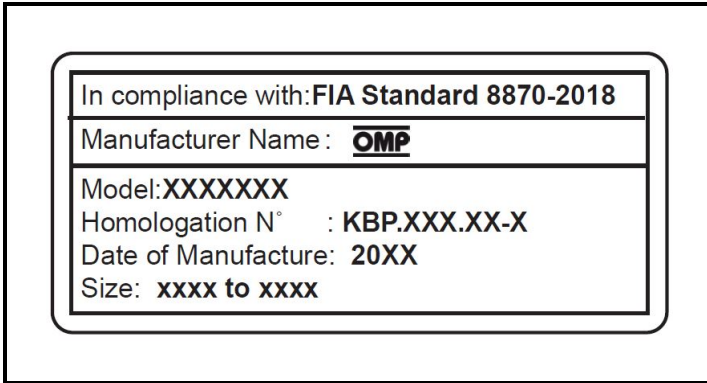 In compliance with:FIA Standard 8870-2018
Manufacturer Name: OMP
Model:XXXXXXX
Homologation N° : KBP.XXX.XX-X
Date of Manufacture: 20XX
Size: xxxx to xxxx